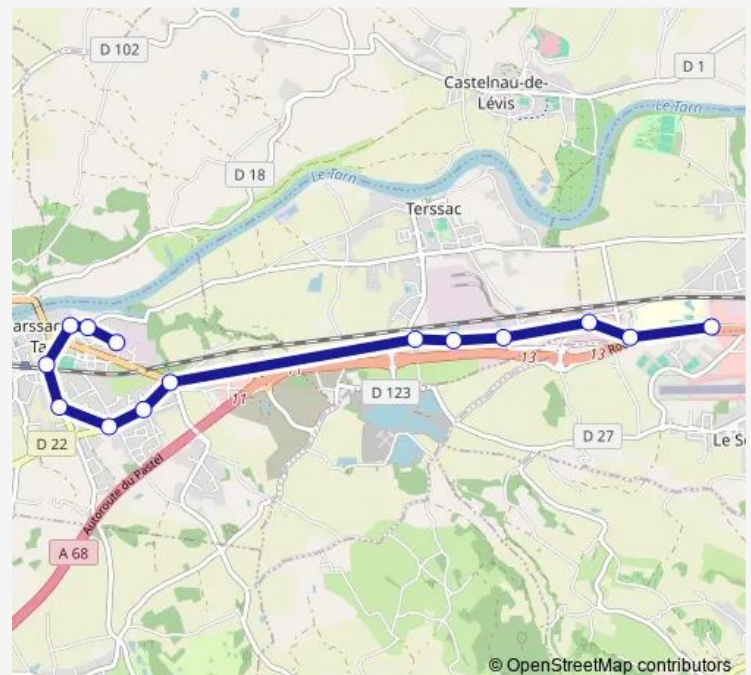 D 102
D 1
Castelnau-de-
Lévis
Le Tarn
D 18
Le Tarn
Terssac
arssac
Ta
11
11
13
13
Ro
D 123
D 22
D 27
Le S
Autoroute du Pastel
A 68
© OpenStreetMap contributors